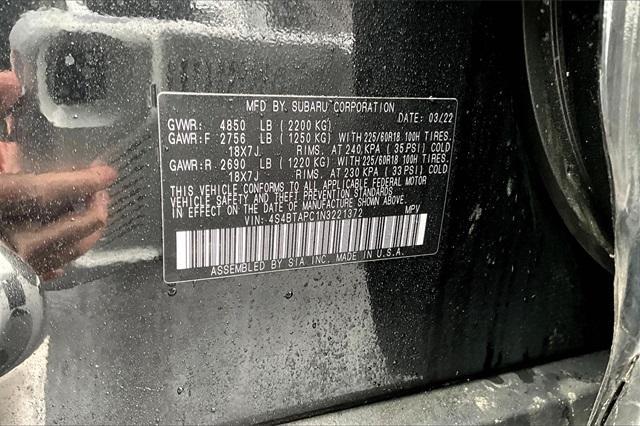 MFD BY SUBARU CORPORATION
DATE: 03/22
GVWR: 4850 LB (2200 KG)
GAWR:F 2756 LB (1250 KG) WITH 225/60R18 100H TIRES.
18X7J RIMS. AT 240 KPA (35 PSI) COLD
GAWR:R 2690 LB (1220 KG) WITH 225/60R18 100H TIRES.
18X7J RIMS. AT 230 KPA (33 PSI) COLD
THIS VEHICLE CONFORMS TO ALL APPLICABLE FEDERAL MOTOR
VEHICLE SAFETY AND THEFT PREVENTION STANDARDS
IN EFFECT ON THE DATE OF MANUFACTURE SHOWN ABOVE.
VIN: 4S4BTAPC1N3221372 MPV
ASSEMBLED BY SIA INC. MADE IN U.S.A.